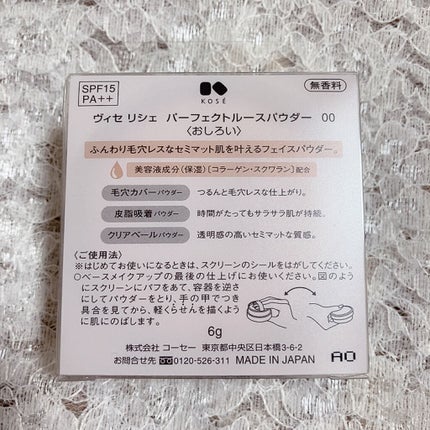 SPF15
PA++
KOSÉ
無香料
ヴィセ リシェ パーフェクトルースパウダー 00
〈おしろい〉
ふんわり毛穴レスなセミマット肌を叶えるフェイスパウダー。
美容液成分(保湿)[コラーゲン・スクワラン]配合
毛穴カバーパウダー つるんと毛穴レスな仕上がり。
皮脂吸着パウダー 時間がたってもサラサラ肌が持続。
クリアベールパウダー 透明感の高いセミマットな質感。
〈ご使用法〉
※はじめてお使いになるときは、スクリーンのシールをはがしてください。
○ベースメイクアップの最後の仕上げにお使いください。図のよう
にスクリーンにパフをあて、容器を逆さ
にしてパウダーをとり、手の甲でつき
具合を見てから、軽くらせんを描くよう
に肌にのばします。
6g
株式会社 コーセー 東京都中央区日本橋3-6-2
お問合せ先 0120-526-311 MADE IN JAPAN AO